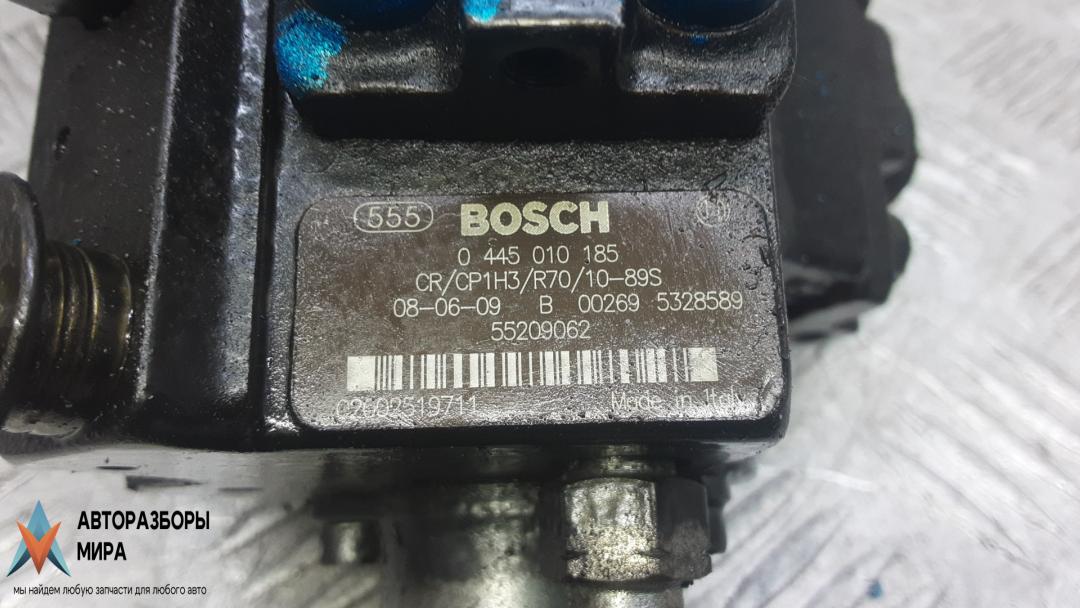 555 BOSCH
0 445 010 185
CR/CP1H3/R70/10-89S
08-06-09 B 00269 5328589
55209062
Made in Italy
АВТОРАЗБОРЫ
МИРА
мы найдем любую запчасти для любого авто